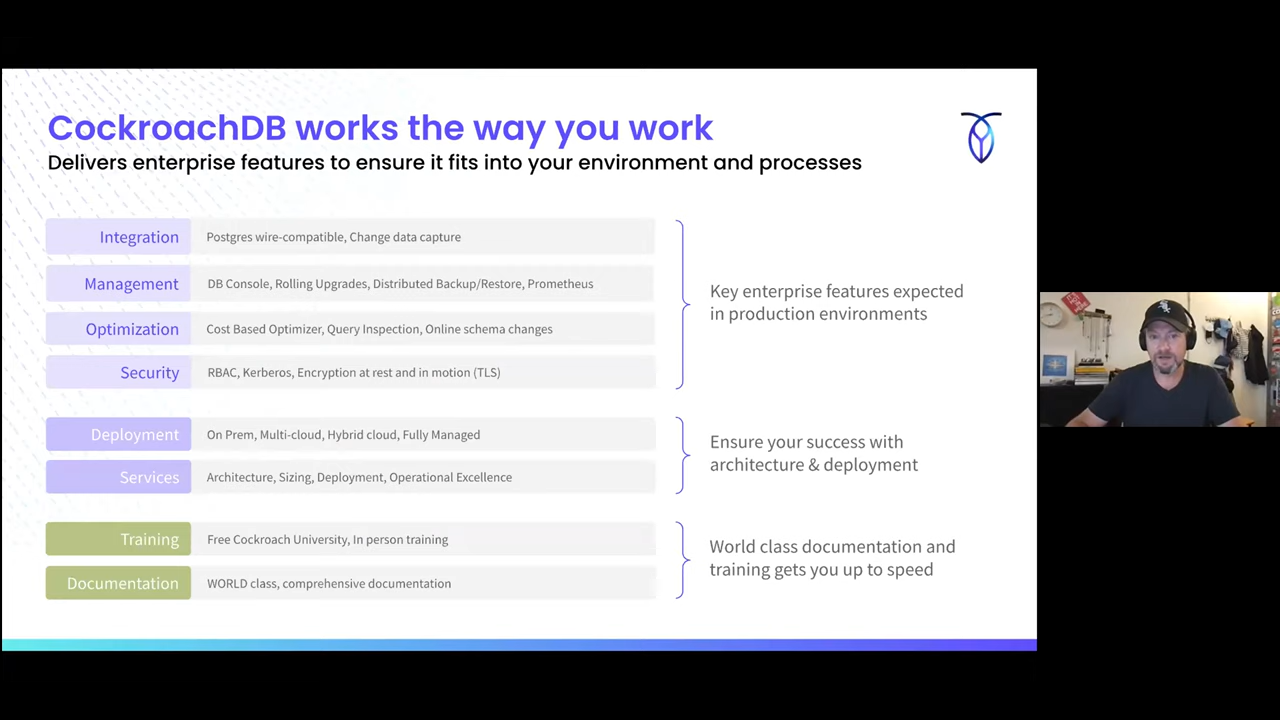 CockroachDB works the way you work
Delivers enterprise features to ensure it fits into your environment and processes
Integration
Postgres wire-compatible, Change data capture
Management
DB Console, Rolling Upgrades, Distributed Backup/Restore, Prometheus
Optimization
Cost Based Optimizer, Query Inspection, Online schema changes
Security
RBAC, Kerberos, Encryption at rest and in motion (TLS)
Key enterprise features expected
in production environments
Deployment
On Prem, Multi-cloud, Hybrid cloud, Fully Managed
Services
Architecture, Sizing, Deployment, Operational Excellence
Ensure your success with
architecture & deployment
Training
Free Cockroach University, In person training
Documentation
WORLD class, comprehensive documentation
World class documentation and
training gets you up to speed